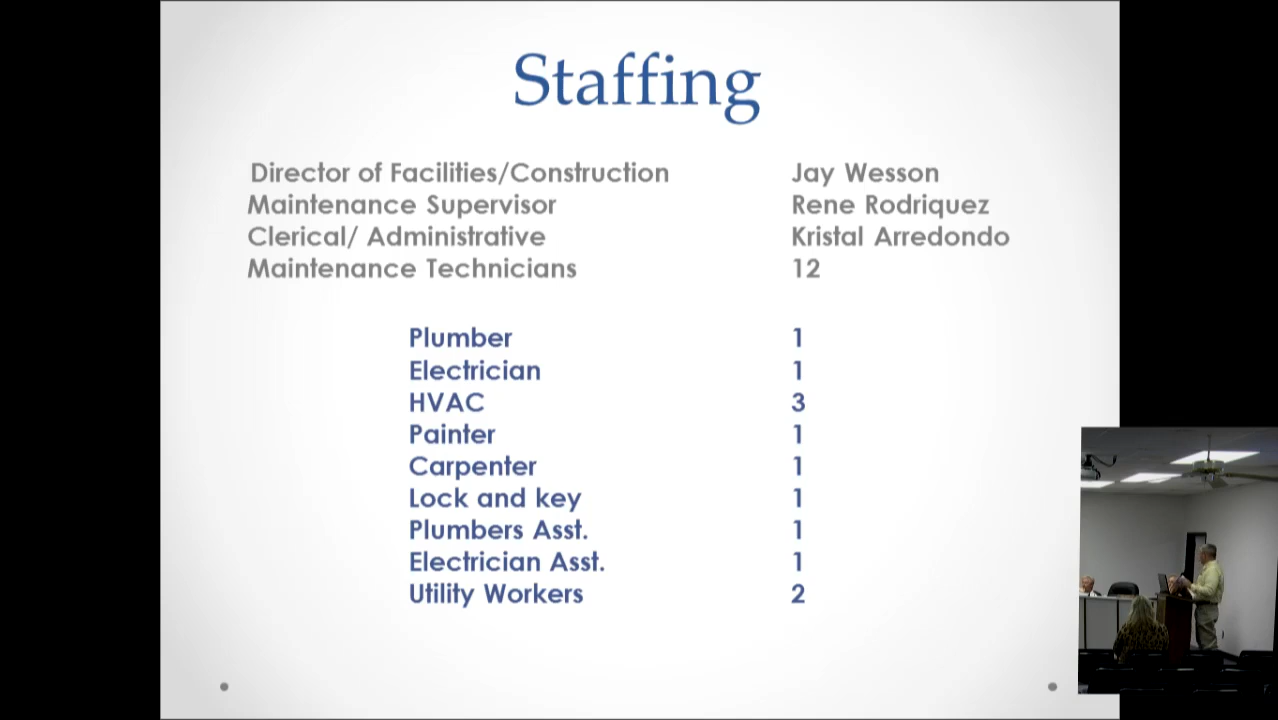 Staffing
Director of Facilities/Construction Jay Wesson
Maintenance Supervisor Rene Rodriquez
Clerical/ Administrative Kristal Arredondo
Maintenance Technicians 12
Plumber 1
Electrician 1
HVAC 3
Painter 1
Carpenter 1
Lock and key 1
Plumbers Asst. 1
Electrician Asst. 1
Utility Workers 2